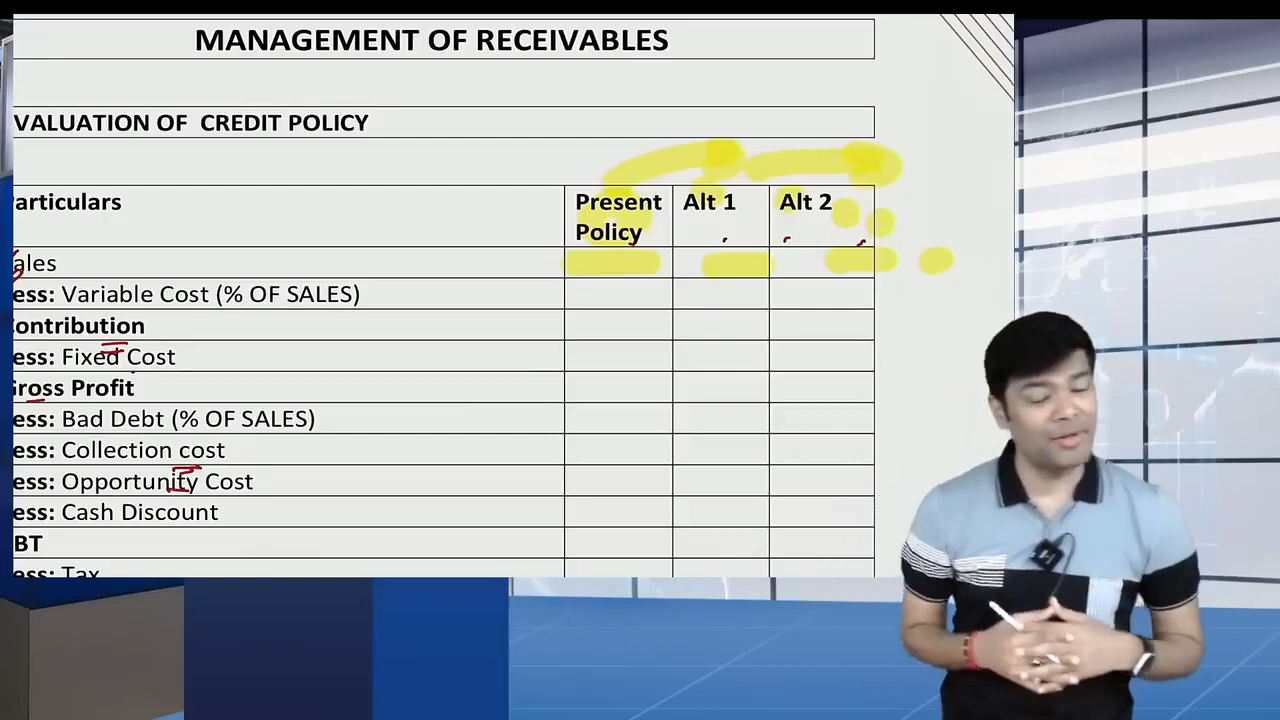 MANAGEMENT OF RECEIVABLES
VALUATION OF CREDIT POLICY
articulars Present Policy Alt 1 Alt 2
ales
ess: Variable Cost (% OF SALES)
ontribution
ess: Fixed Cost
Gross Profit
ess: Bad Debt (% OF SALES)
ess: Collection cost
ess: Opportunity Cost
ess: Cash Discount
BT
ess: Tax